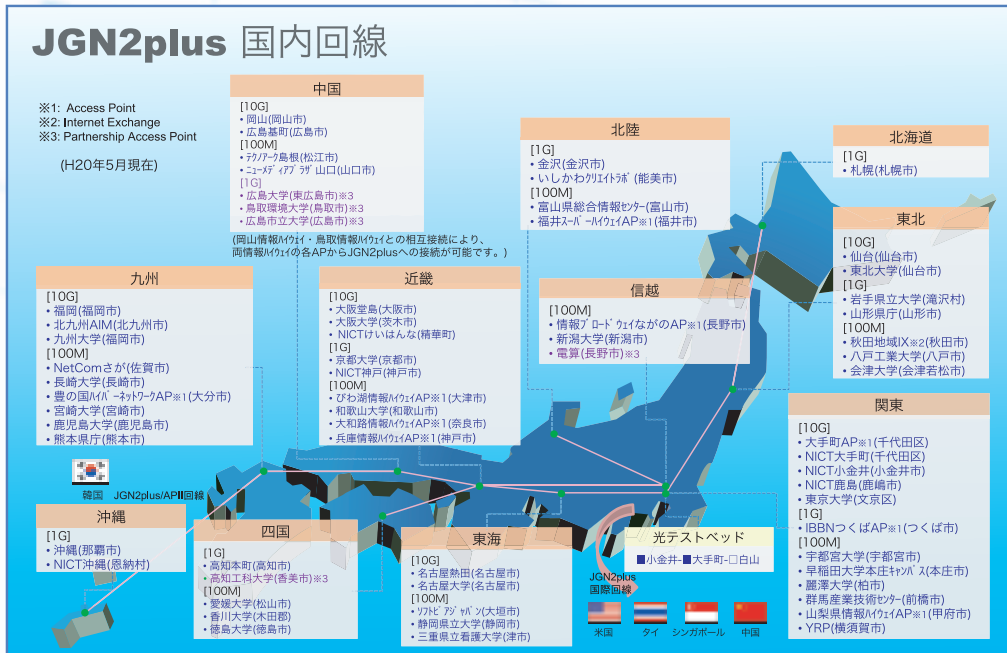 JGN2plus 国内回線
※1: Access Point
※2: Internet Exchange
※3: Partnership Access Point
(H20年5月現在)
中国
[10G]
• 岡山(岡山市)
• 広島基町(広島市)
[100M]
• テクノアーク島根(松江市)
• ニューメディアプラザ山口(山口市)
[1G]
• 広島大学(東広島市)※3
• 鳥取環境大学(鳥取市)※3
• 広島市立大学(広島市)※3
(岡山情報ハイウェイ・鳥取情報ハイウェイとの相互接続により、
両情報ハイウェイの各APからJGN2plusへの接続が可能です。)
北陸
[1G]
• 金沢(金沢市)
• いしかわクリエイトラボ(能美市)
[100M]
• 富山県総合情報センター(富山市)
• 福井スーパーハイウェイAP※1(福井市)
北海道
[1G]
• 札幌(札幌市)
東北
[10G]
• 仙台(仙台市)
• 東北大学(仙台市)
[1G]
• 岩手県立大学(滝沢村)
• 山形県庁(山形市)
[100M]
• 秋田地域IX※2(秋田市)
• 八戸工業大学(八戸市)
• 会津大学(会津若松市)
九州
[10G]
• 福岡(福岡市)
• 北九州AIM(北九州市)
• 九州大学(福岡市)
[100M]
• NetComさが(佐賀市)
• 長崎大学(長崎市)
• 豊の国ハイパーネットワークAP※1(大分市)
• 宮崎大学(宮崎市)
• 鹿児島大学(鹿児島市)
• 熊本県庁(熊本市)
近畿
[10G]
• 大阪堂島(大阪市)
• 大阪大学(茨木市)
• NICTけいはんな(精華町)
[1G]
• 京都大学(京都市)
• NICT神戸(神戸市)
[100M]
• びわ湖情報ハイウェイAP※1(大津市)
• 和歌山大学(和歌山市)
• 大和路情報ハイウェイAP※1(奈良市)
• 兵庫情報ハイウェイAP※1(神戸市)
信越
[100M]
• 情報ブロードウェイながのAP※1(長野市)
• 新潟大学(新潟市)
• 電算(長野市)※3
関東
[10G]
• 大手町AP※1(千代田区)
• NICT大手町(千代田区)
• NICT小金井(小金井市)
• NICT鹿島(鹿嶋市)
• 東京大学(文京区)
[1G]
• IBBNつくばAP※1(つくば市)
[100M]
• 宇都宮大学(宇都宮市)
• 早稲田大学本庄キャンパス(本庄市)
• 麗澤大学(柏市)
• 群馬産業技術センター(前橋市)
• 山梨県情報ハイウェイAP※1(甲府市)
• YRP(横須賀市)
韓国 JGN2plus/APII回線
沖縄
[1G]
• 沖縄(那覇市)
• NICT沖縄(恩納村)
四国
[1G]
• 高知本町(高知市)
• 高知工科大学(香美市)※3
[100M]
• 愛媛大学(松山市)
• 香川大学(木田郡)
• 徳島大学(徳島市)
東海
[10G]
• 名古屋熱田(名古屋市)
• 名古屋大学(名古屋市)
[100M]
• ソフトピアジャパン(大垣市)
• 静岡県立大学(静岡市)
• 三重県立看護大学(津市)
光テストベッド
■小金井-■大手町-□白山
JGN2plus
国際回線
米国 タイ シンガポール 中国